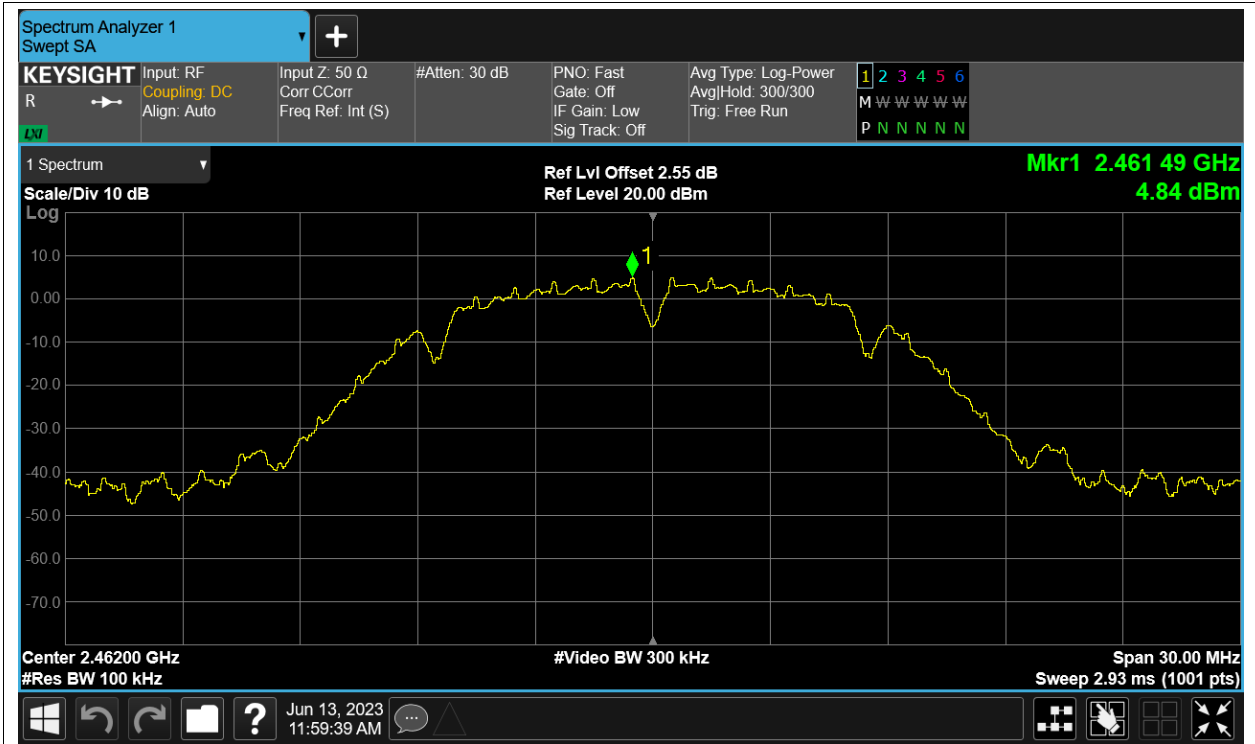 Spectrum Analyzer 1
Swept SA
KEYSIGHT
R
LXI
Input: RF
Coupling: DC
Align: Auto
Input Z: 50 Ω
Corr CCorr
Freq Ref: Int (S)
#Atten: 30 dB
PNO: Fast
Gate: Off
IF Gain: Low
Sig Track: Off
Avg Type: Log-Power
Avg|Hold: 300/300
Trig: Free Run
1 2 3 4 5 6
M W W W W W
P N N N N N
1 Spectrum
Scale/Div 10 dB
Log
Ref Lvl Offset 2.55 dB
Ref Level 20.00 dBm
Mkr1 2.461 49 GHz
4.84 dBm
1
10.0
0.00
-10.0
-20.0
-30.0
-40.0
-50.0
-60.0
-70.0
Center 2.46200 GHz
#Res BW 100 kHz
#Video BW 300 kHz
Span 30.00 MHz
Sweep 2.93 ms (1001 pts)
?
Jun 13, 2023
11:59:39 AM